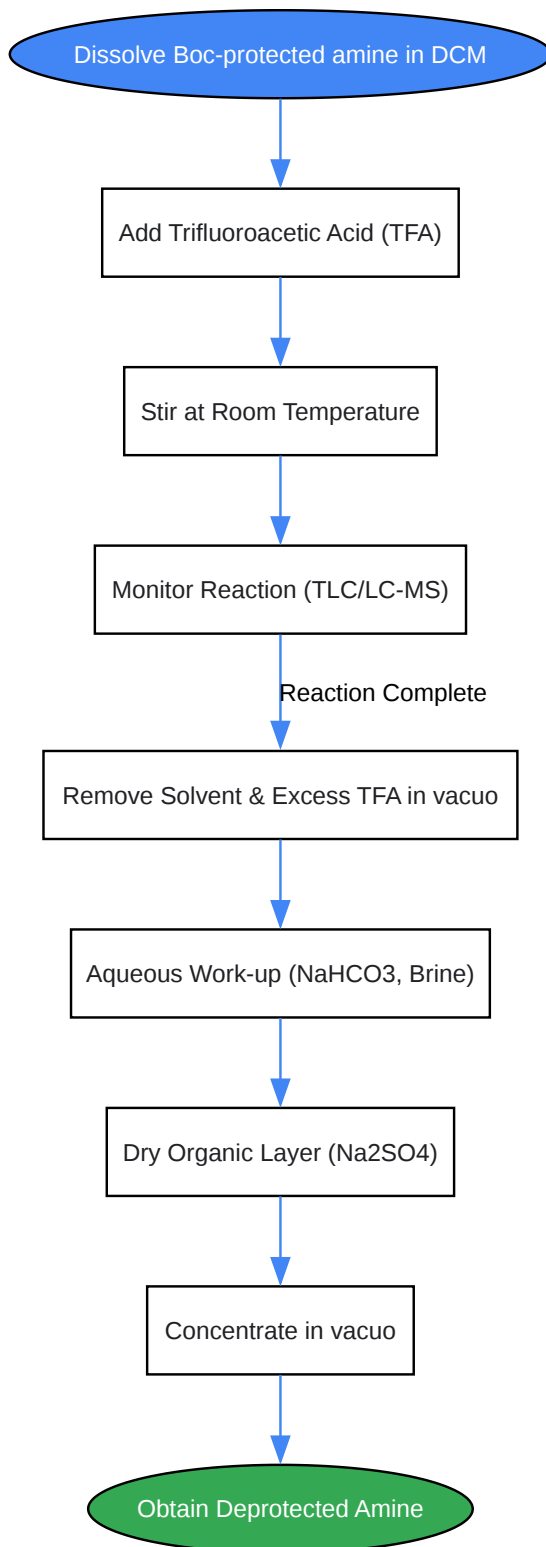 Dissolve Boc-protected amine in DCM
Add Trifluoroacetic Acid (TFA)
Stir at Room Temperature
Monitor Reaction (TLC/LC-MS)
Reaction Complete
Remove Solvent & Excess TFA in vacuo
Aqueous Work-up (NaHCO3, Brine)
Dry Organic Layer (Na2SO4)
Concentrate in vacuo
Obtain Deprotected Amine